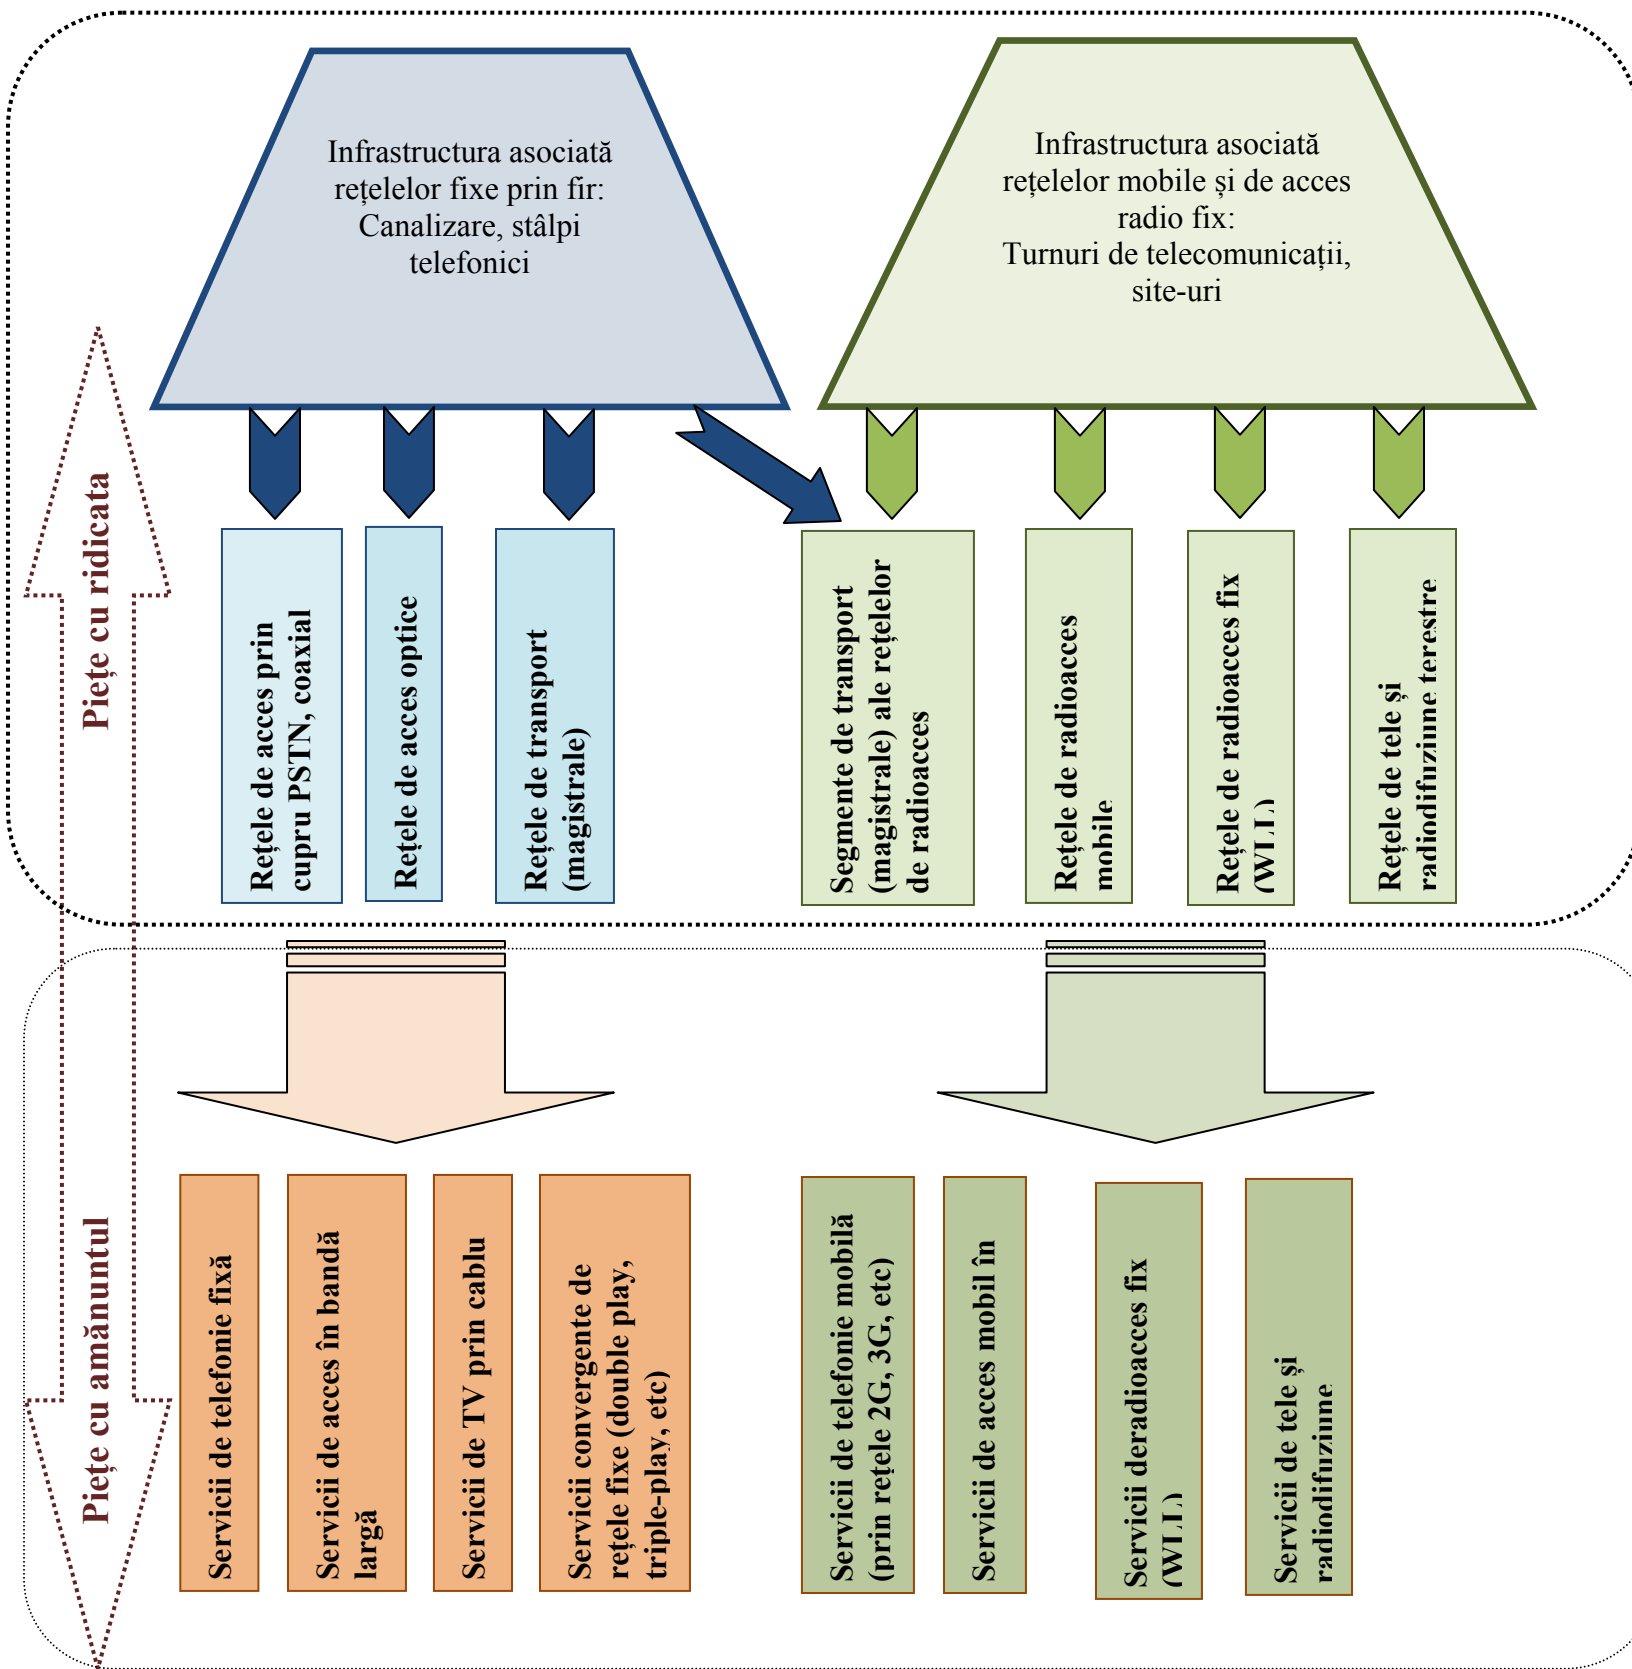 Infrastructura asociată
rețelelor fixe prin fir:
Canalizare, stâlpi
telefonici
Infrastructura asociată
rețelelor mobile și de acces
radio fix:
Turnuri de telecomunicații,
site-uri
Piețe cu ridicata
Rețele de acces prin
cupru PSTN, coaxial
Rețele de acces optice
Rețele de transport
(magistrale)
Segmente de transport
(magistrale) ale rețelelor
de radioacces
Rețele de radioacces
mobile
Rețele de radioacces fix
(WLL)
Rețele de tele și
radiodifuziune terestre
Piețe cu amănuntul
Servicii de telefonie fixă
Servicii de acces în bandă
largă
Servicii de TV prin cablu
Servicii convergente de
rețele fixe (double play,
triple-play, etc)
Servicii de telefonie mobilă
(prin rețele 2G, 3G, etc)
Servicii de acces mobil în
Servicii deradioacces fix
(WLL)
Servicii de tele și
radiodifuziune